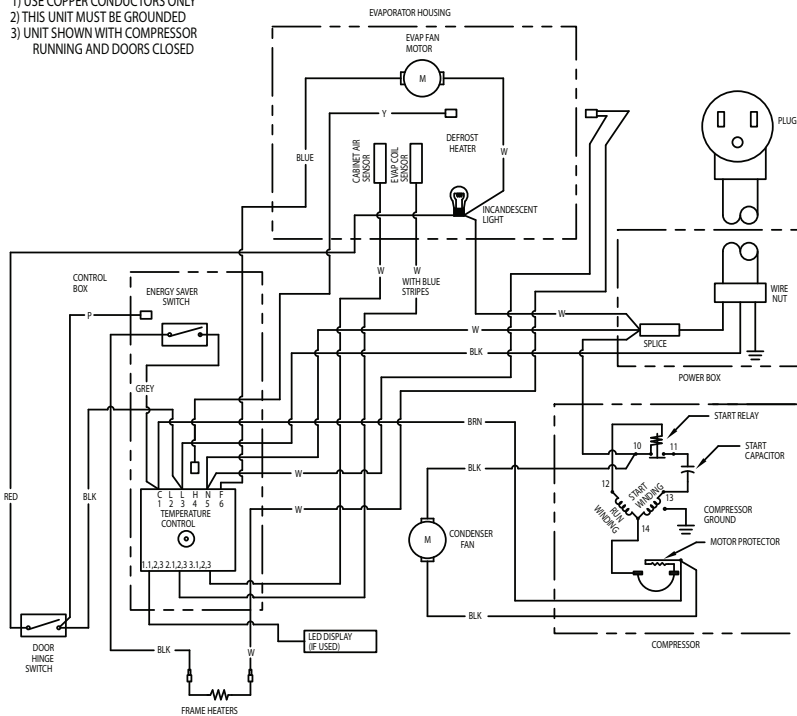 1) USE COPPER CONDUCTORS ONLY
2) THIS UNIT MUST BE GROUNDED
3) UNIT SHOWN WITH COMPRESSOR
RUNNING AND DOORS CLOSED
EVAPORATOR HOUSING
EVAP FAN
MOTOR
M
Y
BLUE
CABINET AIR
SENSOR
EVAP COIL
SENSOR
DEFROST
HEATER
W
INCANDESCENT
LIGHT
PLUG
W
W
WITH BLUE
STRIPES
CONTROL
BOX
ENERGY SAVER
SWITCH
P
W
W
SPLICE
WIRE
NUT
BLK
POWER BOX
GREY
BRN
START RELAY
10
11
START
CAPACITOR
BLK
W
RED
BLK
12
START
WINDING
13
RUN
WINDING
14
COMPRESSOR
GROUND
C L L H N F
1 2 3 4 5 6
TEMPERATURE
CONTROL
W
M
CONDENSER
FAN
MOTOR PROTECTOR
1.1,2,3 2.1,2,3 3.1,2,3
BLK
COMPRESSOR
LED DISPLAY
(IF USED)
DOOR
HINGE
SWITCH
BLK
W
FRAME HEATERS